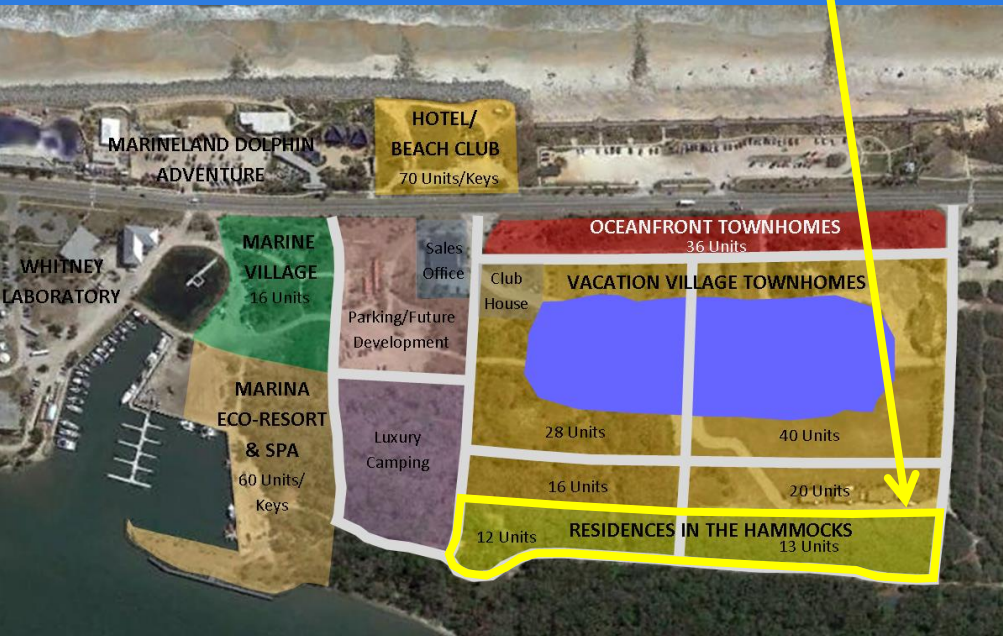 HOTEL/
BEACH CLUB
70 Units/Keys
MARINELAND DOLPHIN
ADVENTURE
OCEANFRONT TOWNHOMES
36 Units
MARINE
VILLAGE
16 Units
Sales
Office
WHITNEY
LABORATORY
Club
House
VACATION VILLAGE TOWNHOMES
Parking/Future
Development
MARINA
ECO-RESORT
& SPA
60 Units/
Keys
Luxury
Camping
28 Units
40 Units
16 Units
20 Units
RESIDENCES IN THE HAMMOCKS
12 Units
13 Units